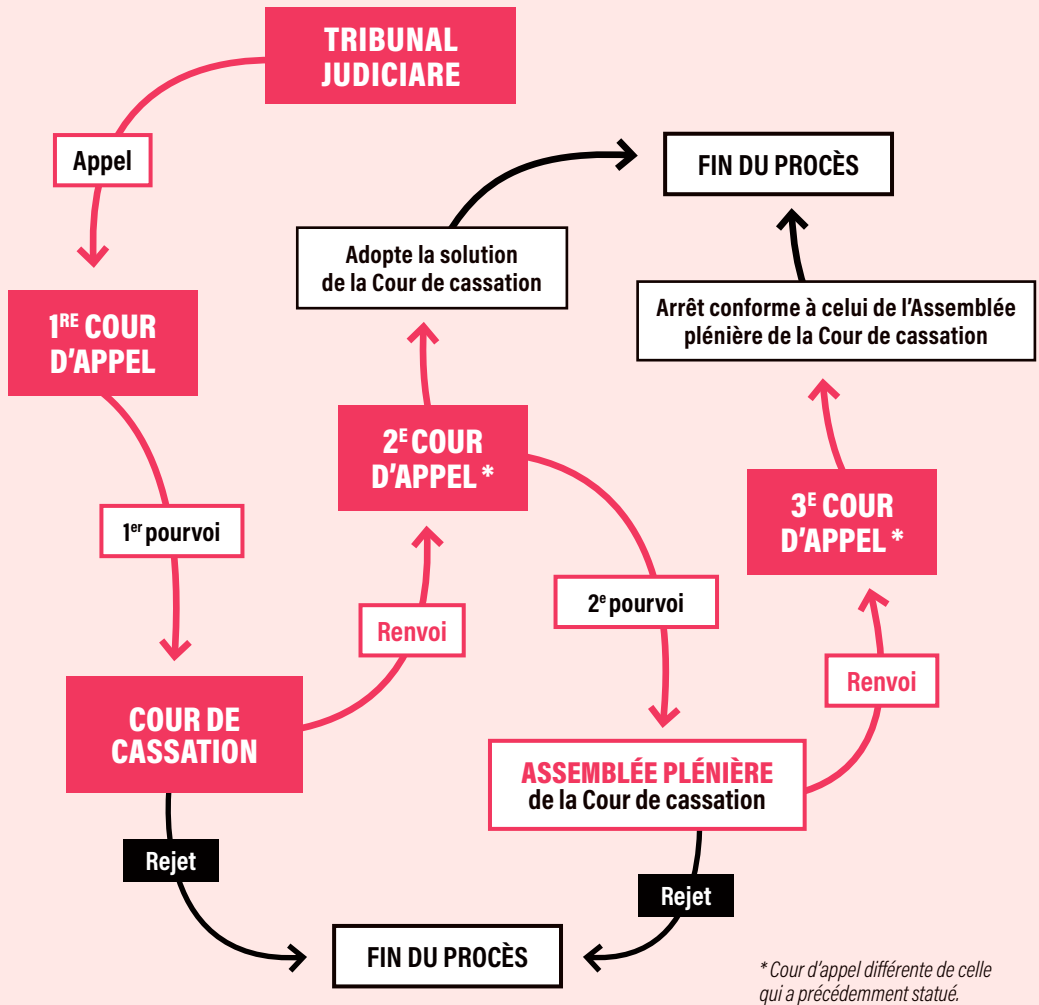 TRIBUNAL
JUDICIARE
Appel
FIN DU PROCÈS
Adopte la solution
de la Cour de cassation
Arrêt conforme à celui de l’Assemblée
plénière de la Cour de cassation
1RE COUR
D’APPEL
2E COUR
D’APPEL *
3E COUR
D’APPEL *
1er pourvoi
2e pourvoi
Renvoi
Renvoi
COUR DE
CASSATION
ASSEMBLÉE PLÉNIÈRE
de la Cour de cassation
Rejet
Rejet
FIN DU PROCÈS
* Cour d'appel différente de celle
qui a précédemment statué.